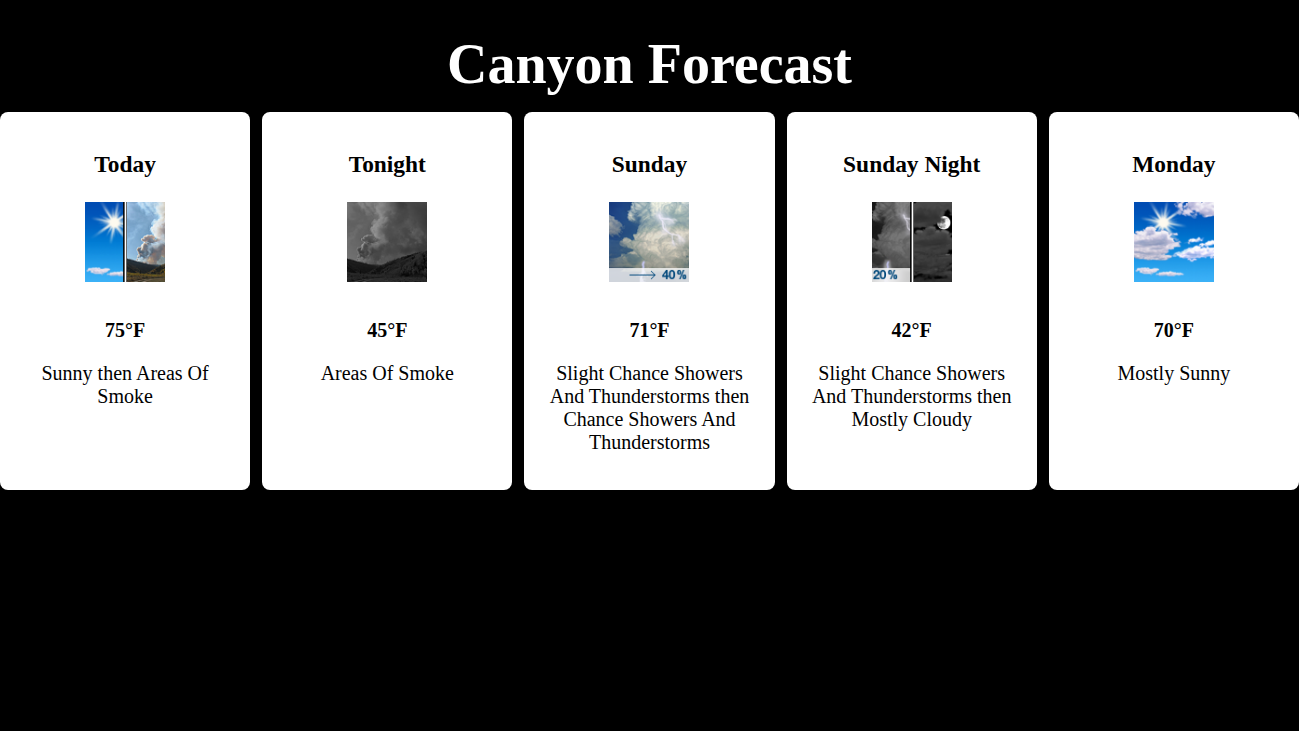 Canyon Forecast
Today
75°F
Sunny then Areas Of
Smoke
Tonight
45°F
Areas Of Smoke
Sunday
40%
71°F
Slight Chance Showers
And Thunderstorms then
Chance Showers And
Thunderstorms
Sunday Night
20%
42°F
Slight Chance Showers
And Thunderstorms then
Mostly Cloudy
Monday
70°F
Mostly Sunny